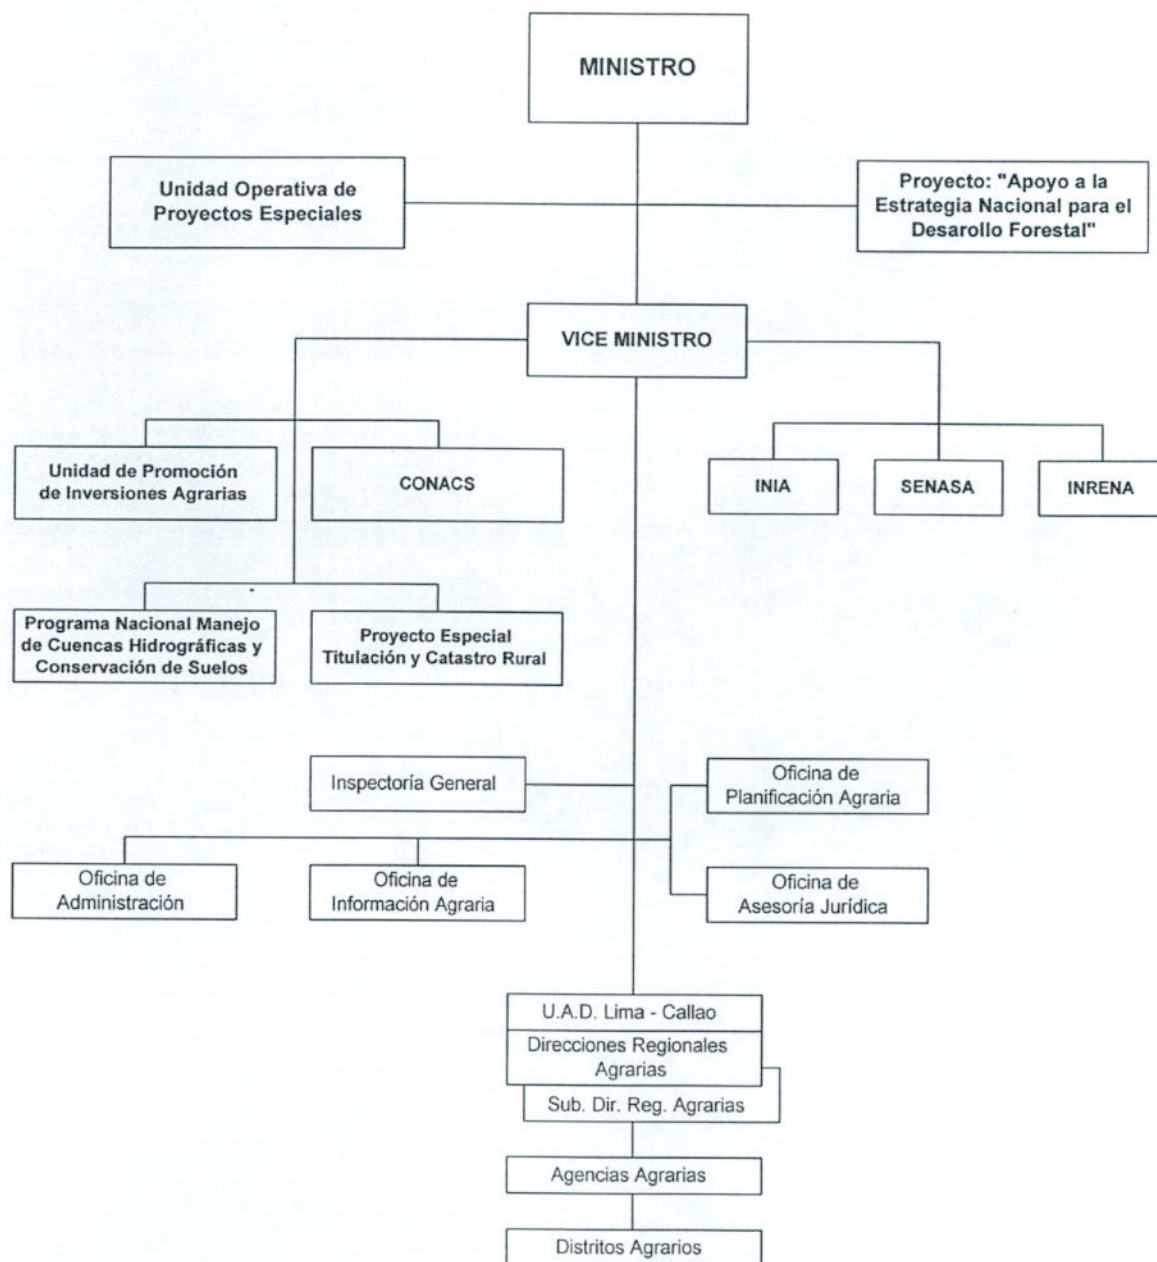 MINISTRO
Unidad Operativa de
Proyectos Especiales
Proyecto: "Apoyo a la
Estrategia Nacional para el
Desarollo Forestal"
VICE MINISTRO
Unidad de Promoción
de Inversiones Agrarias
CONACS
INIA
SENASA
INRENA
Programa Nacional Manejo
de Cuencas Hidrográficas y
Conservación de Suelos
Proyecto Especial
Titulación y Catastro Rural
Inspectoría General
Oficina de
Planificación Agraria
Oficina de
Administración
Oficina de
Información Agraria
Oficina de
Asesoría Jurídica
U.A.D. Lima - Callao
Direcciones Regionales
Agrarias
Sub. Dir. Reg. Agrarias
Agencias Agrarias
Distritos Agrarios